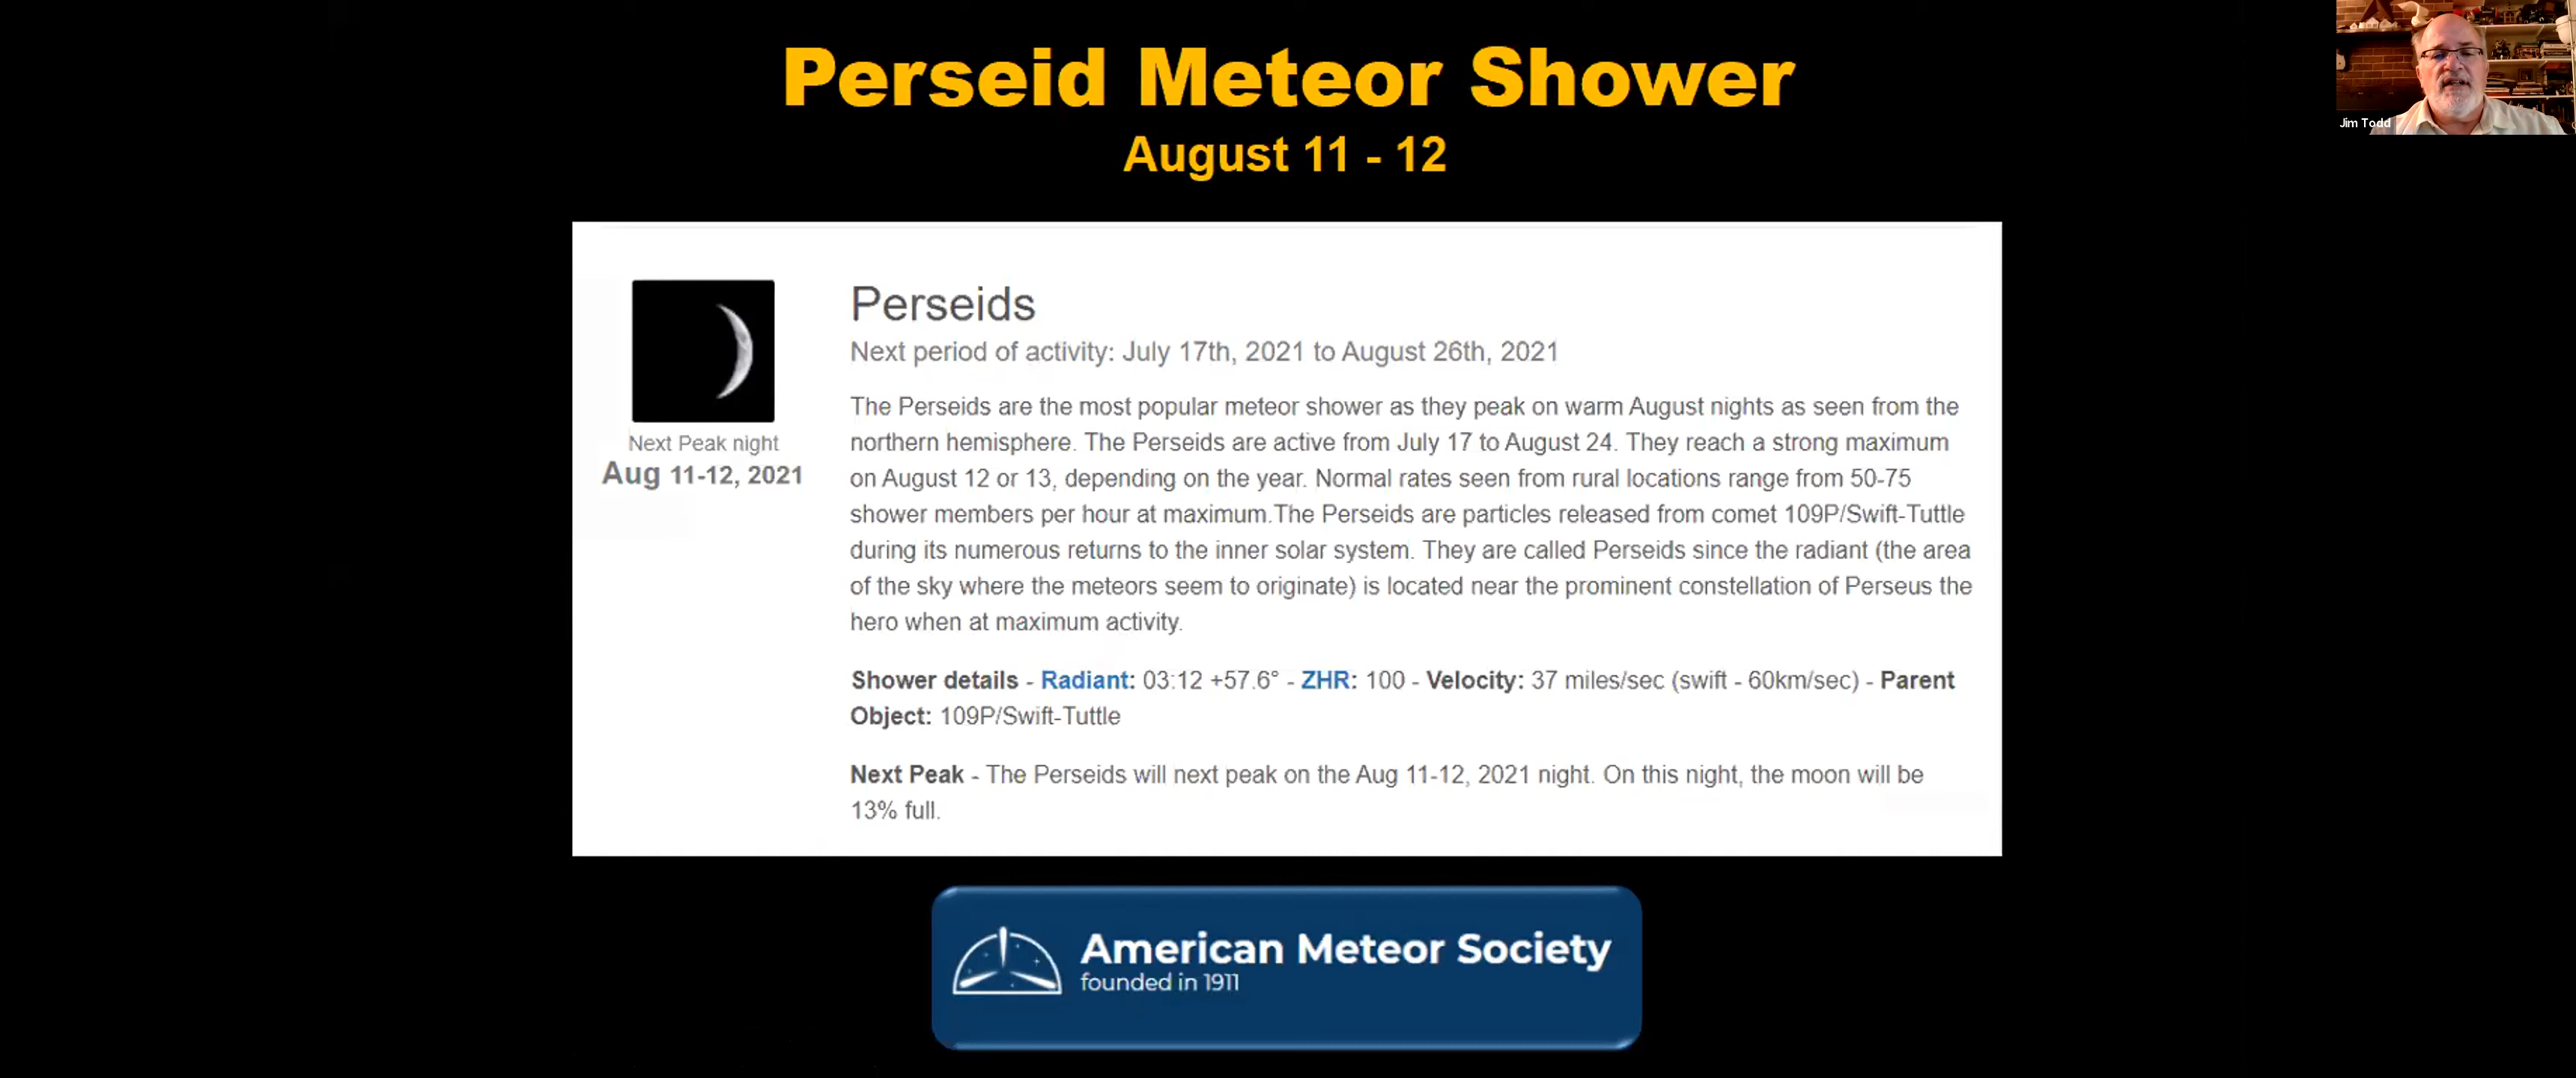 Perseid Meteor Shower
August 11 - 12
Jim Todd
Next Peak night
Aug 11-12, 2021
Perseids
Next period of activity: July 17th, 2021 to August 26th, 2021
The Perseids are the most popular meteor shower as they peak on warm August nights as seen from the
northern hemisphere. The Perseids are active from July 17 to August 24. They reach a strong maximum
on August 12 or 13, depending on the year. Normal rates seen from rural locations range from 50-75
shower members per hour at maximum.The Perseids are particles released from comet 109P/Swift-Tuttle
during its numerous returns to the inner solar system. They are called Perseids since the radiant (the area
of the sky where the meteors seem to originate) is located near the prominent constellation of Perseus the
hero when at maximum activity.
Shower details - Radiant: 03:12 +57.6° - ZHR: 100 - Velocity: 37 miles/sec (swift - 60km/sec) - Parent
Object: 109P/Swift-Tuttle
Next Peak - The Perseids will next peak on the Aug 11-12, 2021 night. On this night, the moon will be
13% full.
American Meteor Society
founded in 1911